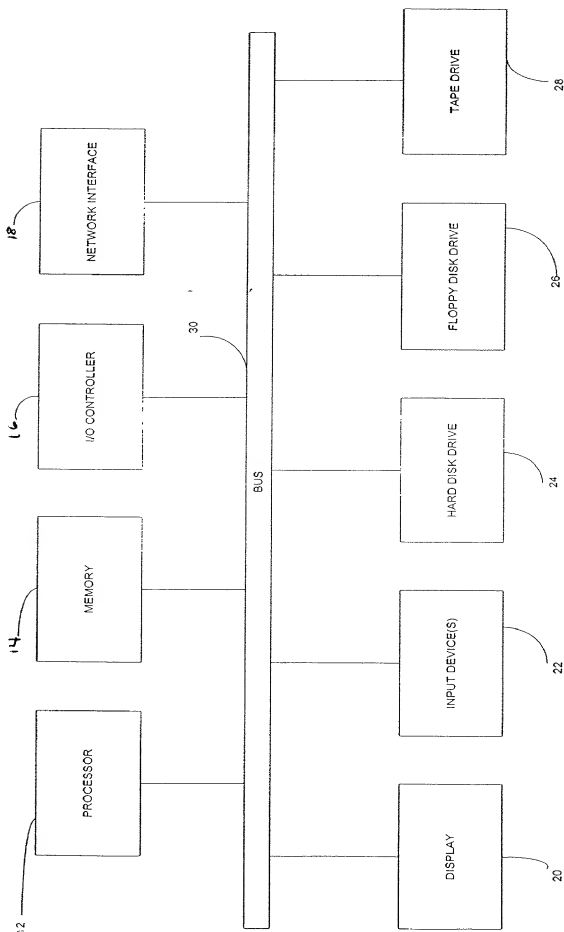 12
14
16
18
PROCESSOR
MEMORY
I/O CONTROLLER
NETWORK INTERFACE
30
BUS
DISPLAY
INPUT DEVICE(S)
HARD DISK DRIVE
FLOPPY DISK DRIVE
TAPE DRIVE
20
22
24
26
28